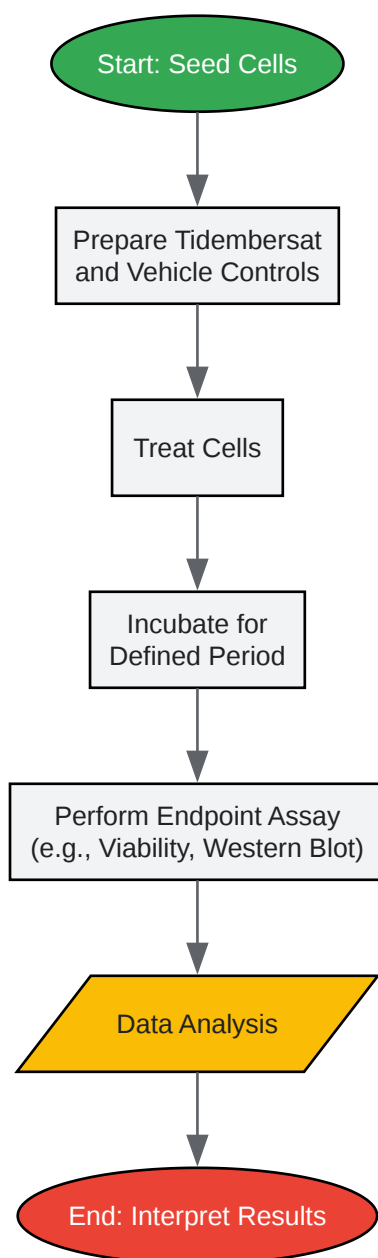 Start: Seed Cells
Prepare Tidembersat
and Vehicle Controls
Treat Cells
Incubate for
Defined Period
Perform Endpoint Assay
(e.g., Viability, Western Blot)
Data Analysis
End: Interpret Results